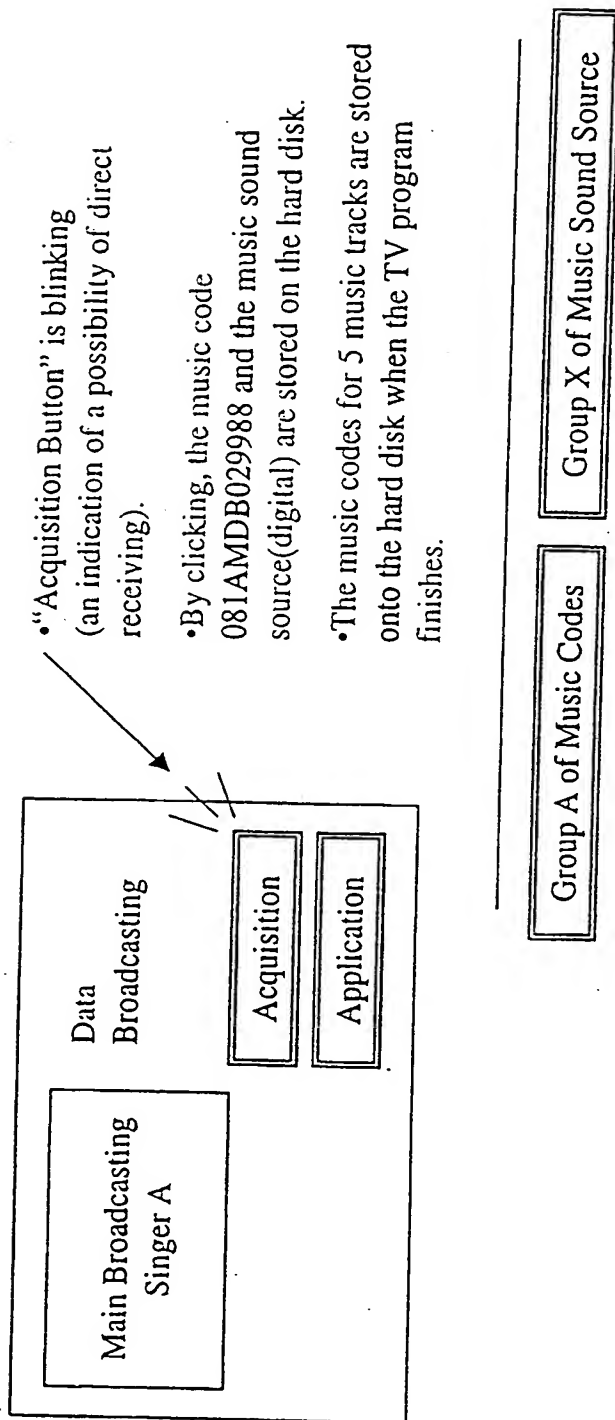 Main Broadcasting
Singer A
Data
Broadcasting
Acquisition
Application
•“Acquisition Button” is blinking
(an indication of a possibility of direct
receiving).
•By clicking, the music code
081AMDB029988 and the music sound
source(digital) are stored on the hard disk.
•The music codes for 5 music tracks are stored
onto the hard disk when the TV program
finishes.
Group A of Music Codes
Group X of Music Sound Source